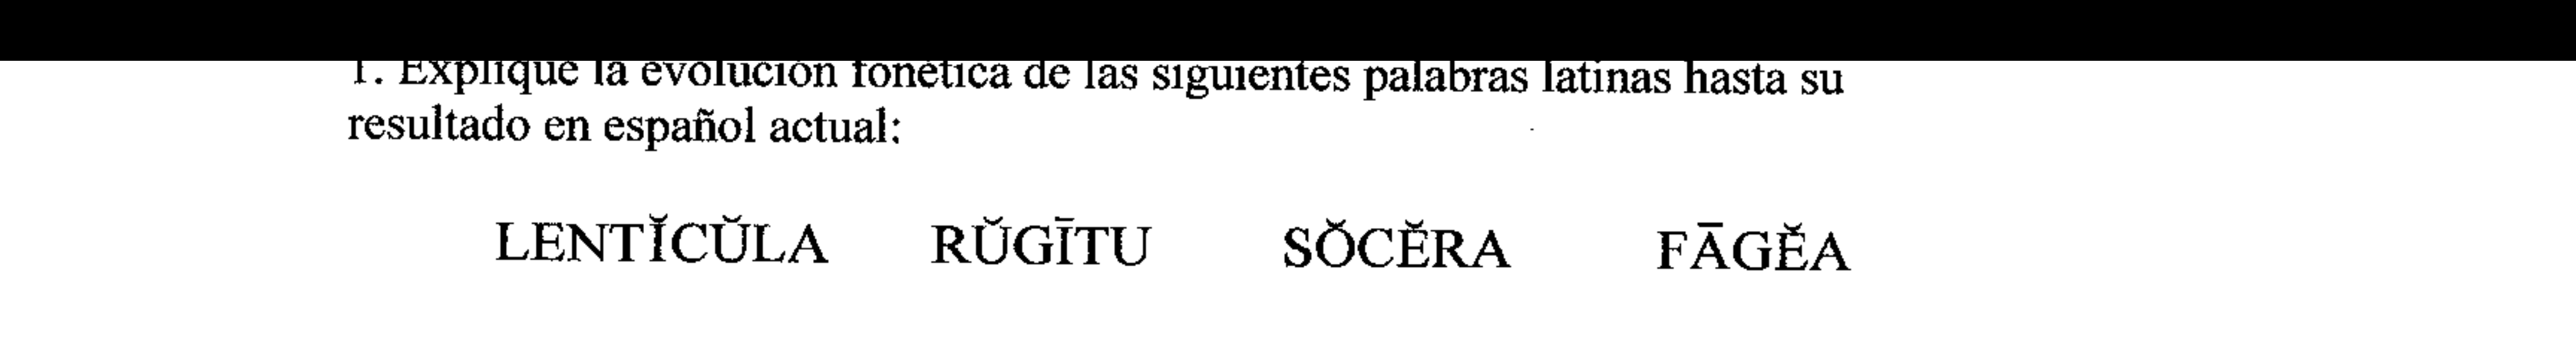 1. Explique la evolución fonética de las siguientes palabras latinas hasta su
resultado en español actual:
LENTĬCŬLA RŬGĪTU SŎCĔRA FĀGĔA